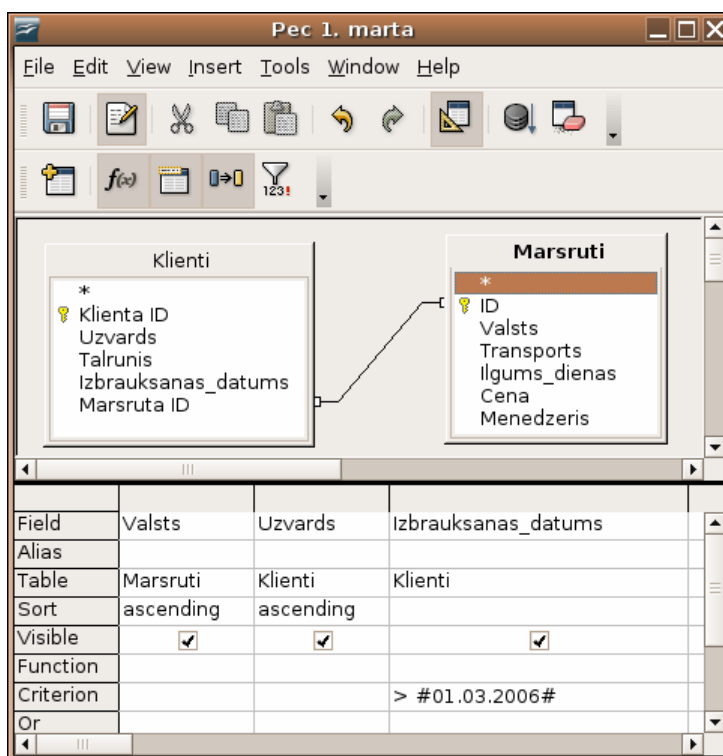 Pec 1. marta
File Edit View Insert Tools Window Help
f(x) 123!
Klienti
*
Klienta ID
Uzvards
Talrunis
Izbrauksanas_datums
Marsruta ID
Marsruti
*
ID
Valsts
Transports
Ilgums_dienas
Cena
Menedzeris
Field Valsts Uzvards Izbrauksanas_datums
Alias
Table Marsruti Klienti Klienti
Sort ascending ascending
Visible
Function
Criterion > #01.03.2006#
Or